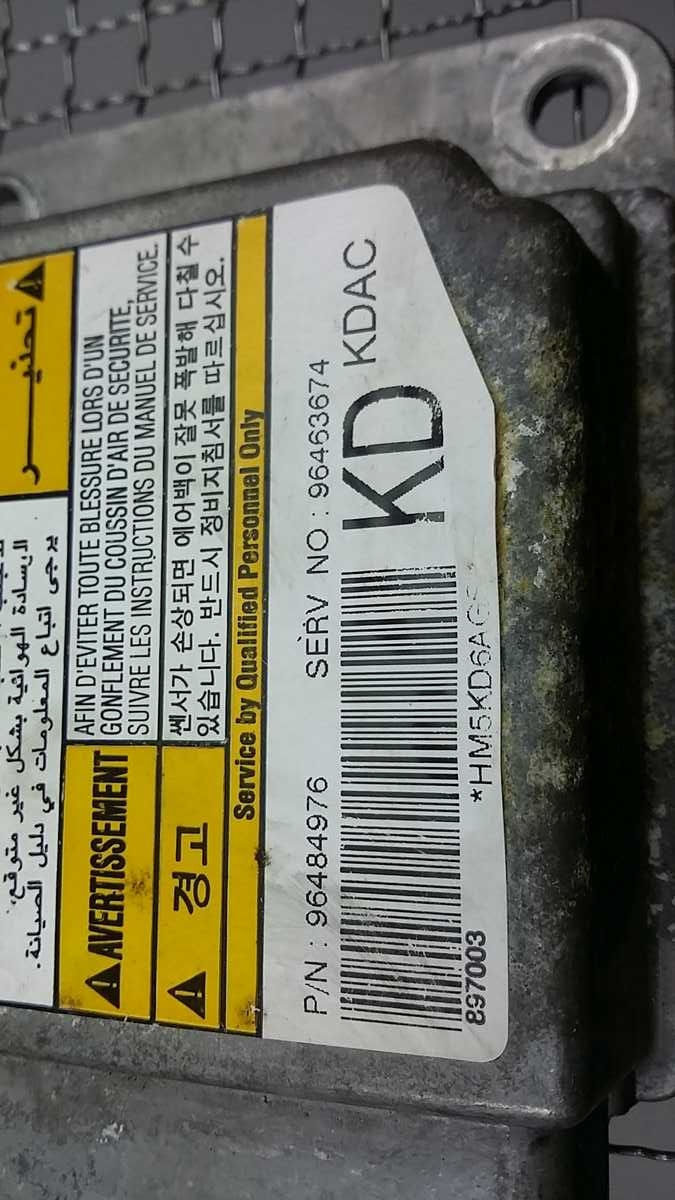 تحذيـــر
الوسادة الهوائية بشكل غير متوقع.
يرجى اتباع المعلومات في دليل الصيانة.
AVERTISSEMENT
AFIN D'EVITER TOUTE BLESSURE LORS D'UN
GONFLEMENT DU COUSSIN D'AIR DE SECURITE,
SUIVRE LES INSTRUCTIONS DU MANUEL DE SERVICE.
경고
쎈서가 손상되면 에어백이 잘못 폭발해 다칠 수
있습니다. 반드시 정비지침서를 따르십시오.
Service by Qualified Personnel Only
P/N : 96484976 SERV NO : 96463674
KD KDAC
897003